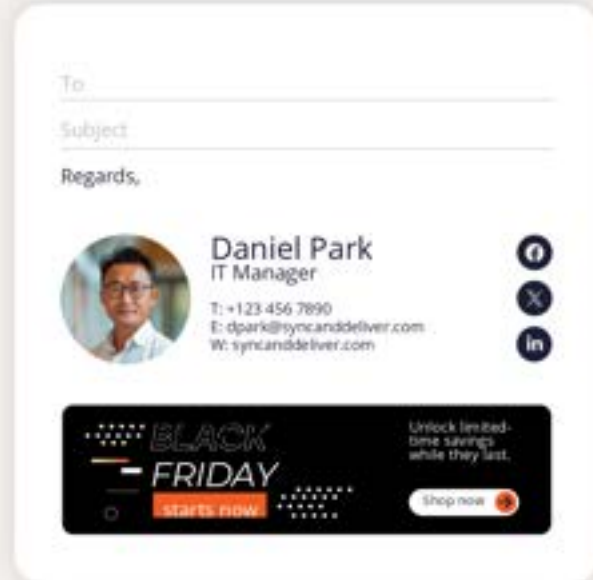 To
Subject
Regards,
Daniel Park
IT Manager
T: +123 456 7890
E: dpark@syncanddeliver.com
W: syncanddeliver.com
in
BLACK
FRIDAY
starts now
Unlock limited-
time savings
while they last.
Shop now